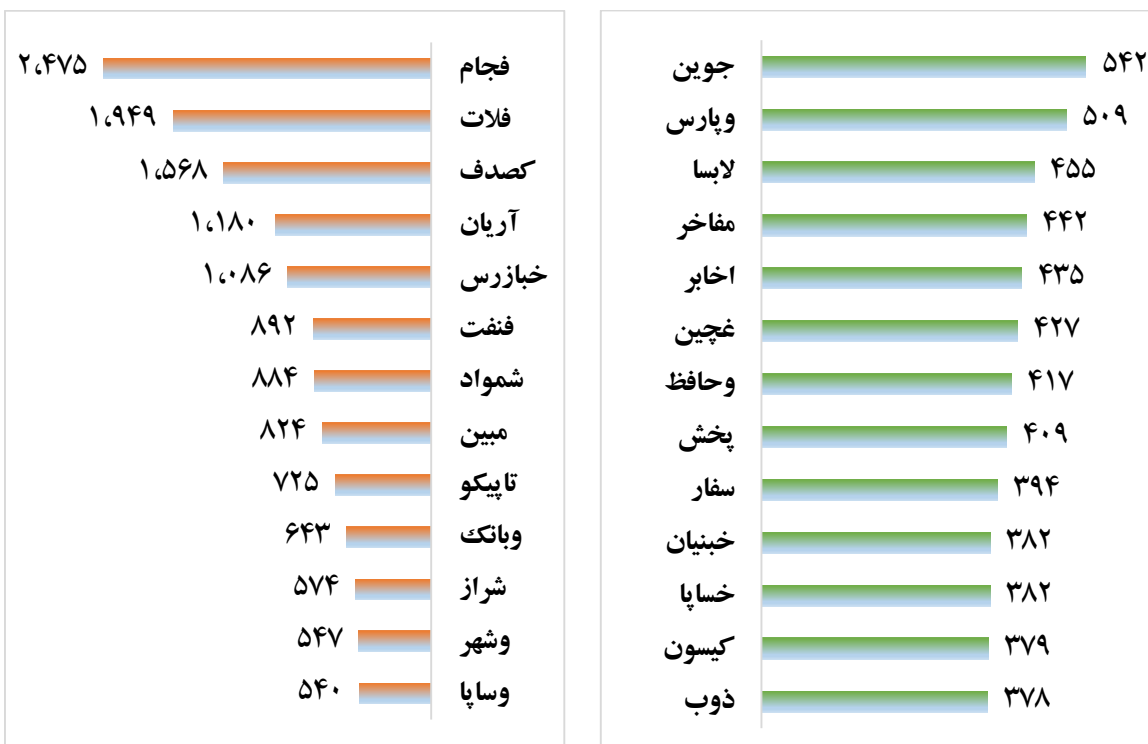 جوین ۵۴۲
وپارس ۵۰۹
لابسا ۴۵۵
مفاخر ۴۴۲
اخابر ۴۳۵
غچین ۴۲۷
وحافظ ۴۱۷
پخش ۴۰۹
سفار ۳۹۴
خبنیان ۳۸۲
خساپا ۳۸۲
کیسون ۳۷۹
ذوب ۳۷۸
فجام ۲،۴۷۵
فلات ۱،۹۴۹
کصدف ۱،۵۶۸
آریان ۱،۱۸۰
خبازرس ۱،۰۸۶
فنفت ۸۹۲
شمواد ۸۸۴
مبین ۸۲۴
تاپیکو ۷۲۵
وبانک ۶۴۳
شراز ۵۷۴
وشهر ۵۴۷
وساپا ۵۴۰